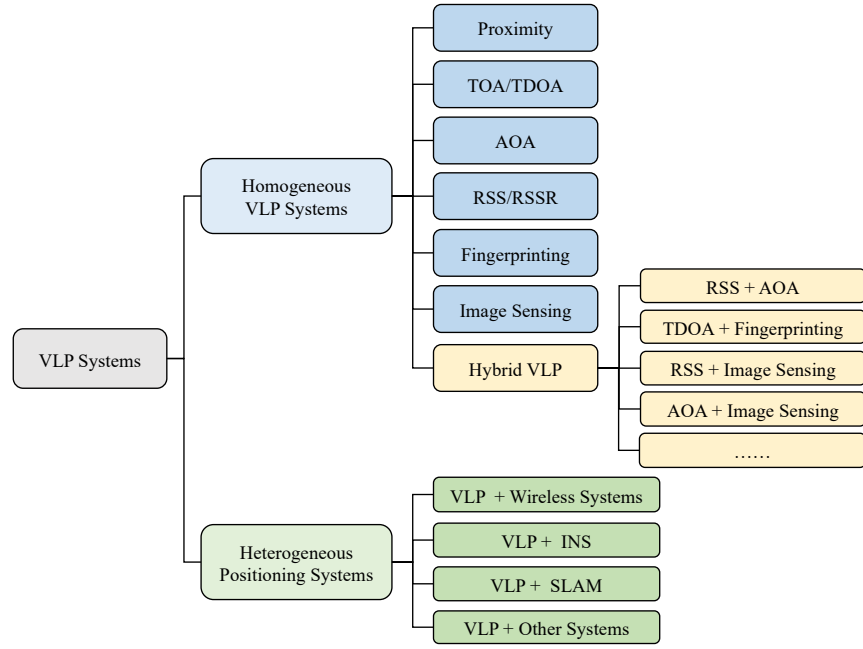 VLP Systems
Homogeneous
VLP Systems
Proximity
TOA/TDOA
AOA
RSS/RSSR
Fingerprinting
Image Sensing
Hybrid VLP
RSS + AOA
TDOA + Fingerprinting
RSS + Image Sensing
AOA + Image Sensing
……
Heterogeneous
Positioning Systems
VLP + Wireless Systems
VLP + INS
VLP + SLAM
VLP + Other Systems